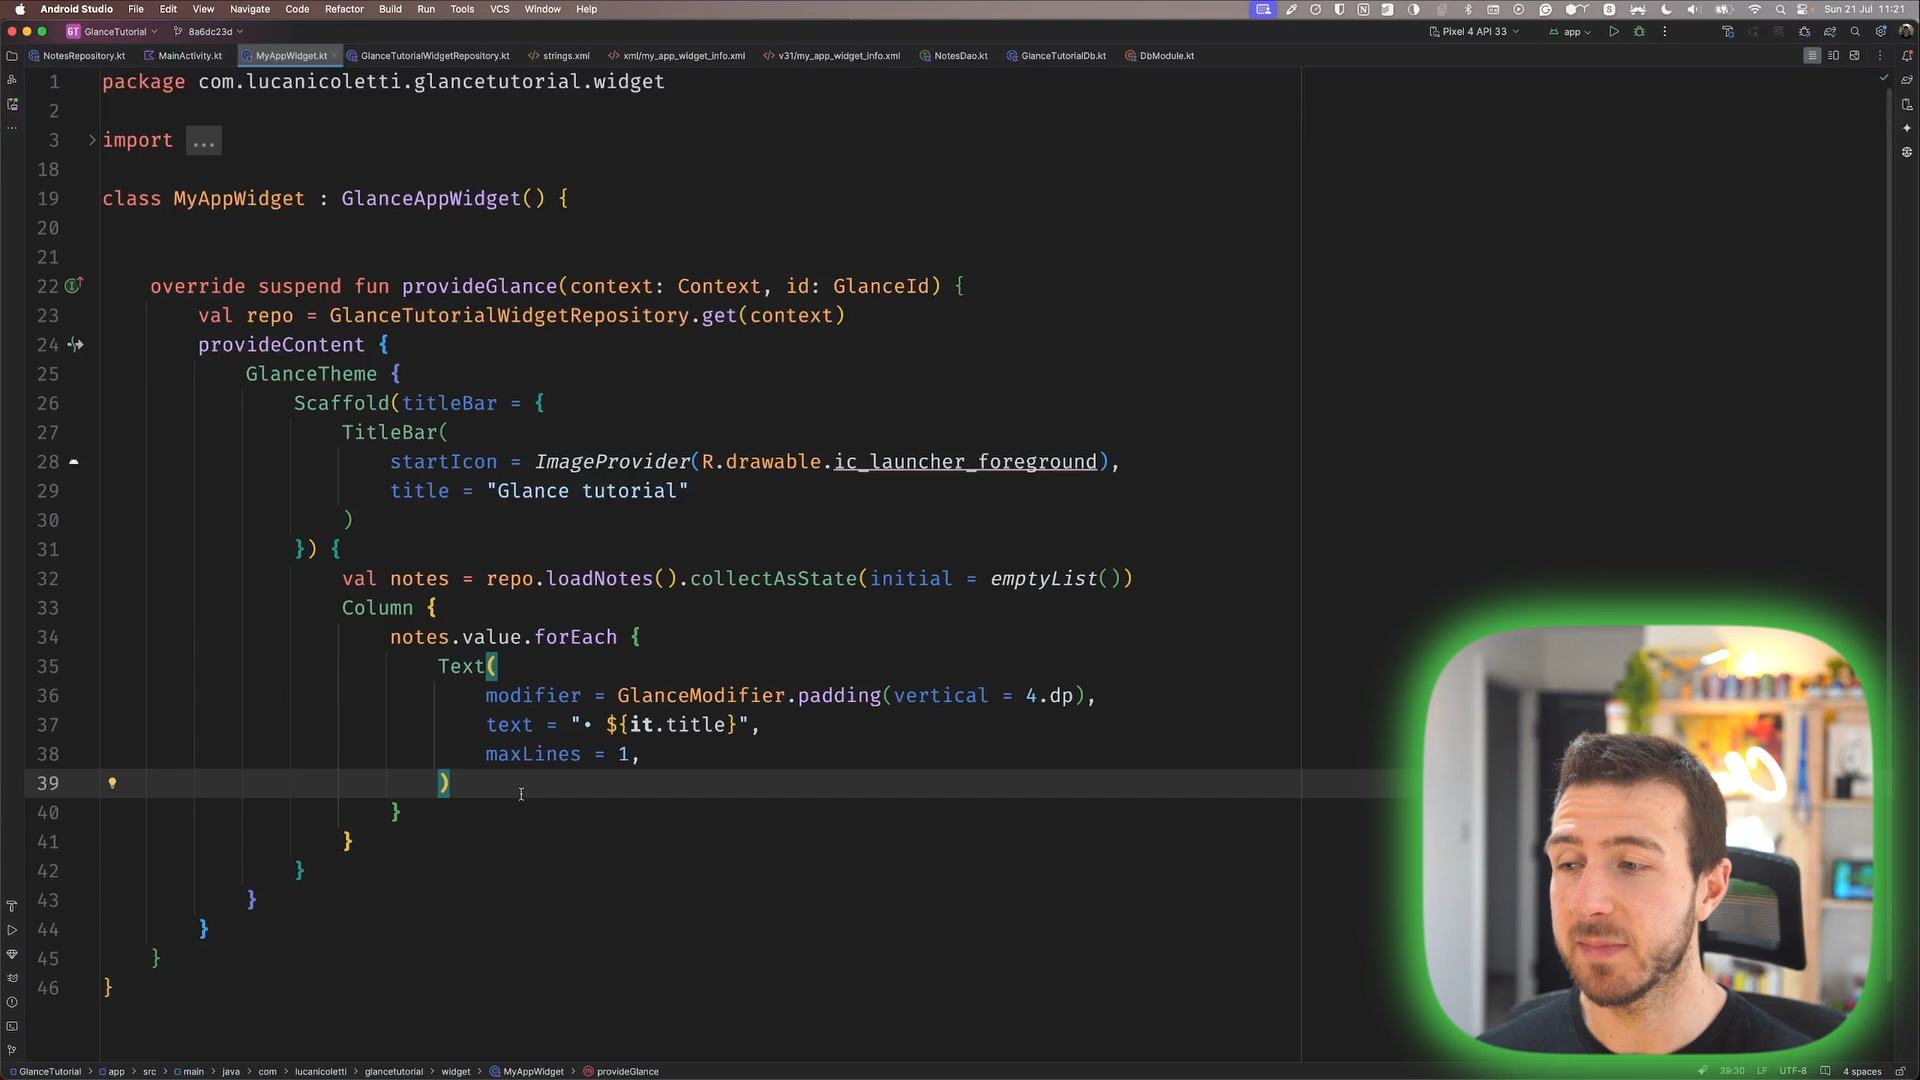 Android Studio File Edit View Navigate Code Refactor Build Run Tools VCS Window Help Sun 21 Jul 11:21
GT GlanceTutorial 8a6dc23d Pixel 4 API 33 app
NotesRepository.kt MainActivity.kt MyAppWidget.kt GlanceTutorialWidgetRepository.kt strings.xml xml/my_app_widget_info.xml v31/my_app_widget_info.xml NotesDao.kt GlanceTutorialDb.kt DbModule.kt
1 package com.lucanicoletti.glancetutorial.widget
2
3 import ...
18
19 class MyAppWidget : GlanceAppWidget() {
20
21
22 override suspend fun provideGlance(context: Context, id: GlanceId) {
23 val repo = GlanceTutorialWidgetRepository.get(context)
24 provideContent {
25 GlanceTheme {
26 Scaffold(titleBar = {
27 TitleBar(
28 startIcon = ImageProvider(R.drawable.ic_launcher_foreground),
29 title = "Glance tutorial"
30 )
31 }) {
32 val notes = repo.loadNotes().collectAsState(initial = emptyList())
33 Column {
34 notes.value.forEach {
35 Text(
36 modifier = GlanceModifier.padding(vertical = 4.dp),
37 text = "• ${it.title}",
38 maxLines = 1,
39 )
40 }
41 }
42 }
43 }
44 }
45 }
46 }
GlanceTutorial app src main java com lucanicoletti glancetutorial widget MyAppWidget provideGlance 39:30 LF UTF-8 4 spaces